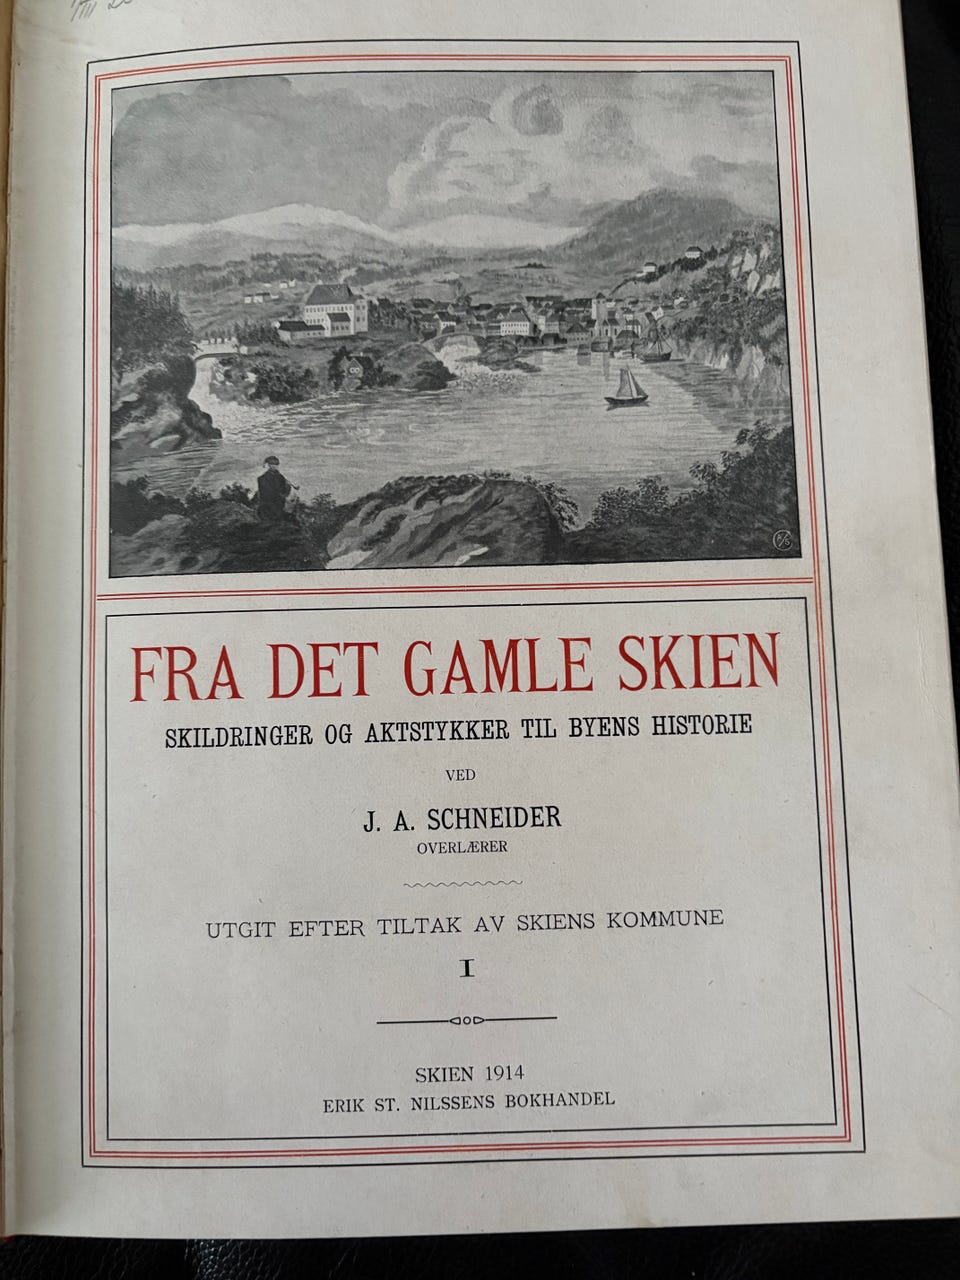 FRA DET GAMLE SKIEN
SKILDRINGER OG AKTSTYKKER TIL BYENS HISTORIE
VED
J. A. SCHNEIDER
OVERLÆRER
UTGIT EFTER TILTAK AV SKIENS KOMMUNE
I
SKIEN 1914
ERIK ST. NILSSENS BOKHANDEL